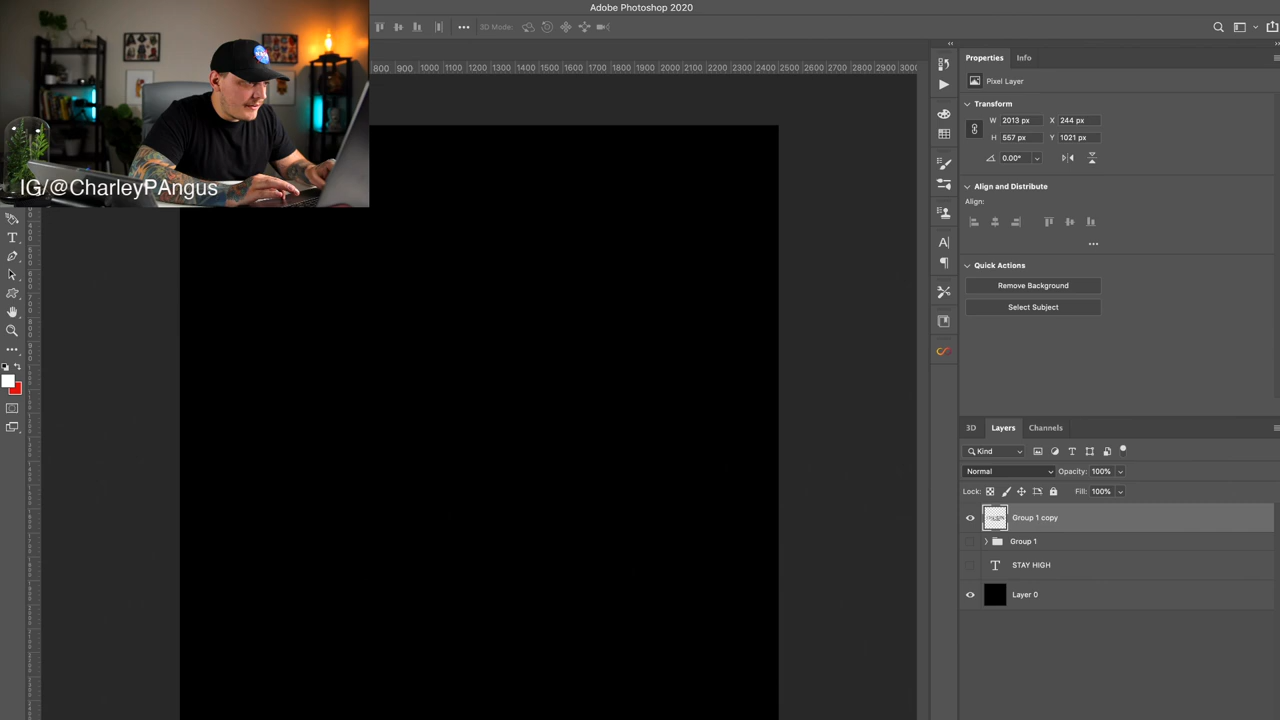 Adobe Photoshop 2020
3D Mode:
800 900 1000 1100 1200 1300 1400 1500 1600 1700 1800 1900 2000 2100 2200 2300 2400 2500 2600 2700 2800 2900 3000
IG/@CharleyPAngus
Properties Info
Pixel Layer
Transform
W 2013 px X 244 px
H 557 px Y 1021 px
0.00°
Align and Distribute
Align:
Quick Actions
Remove Background
Select Subject
3D Layers Channels
Kind
Normal Opacity: 100%
Lock: Fill: 100%
Group 1 copy
Group 1
T STAY HIGH
Layer 0